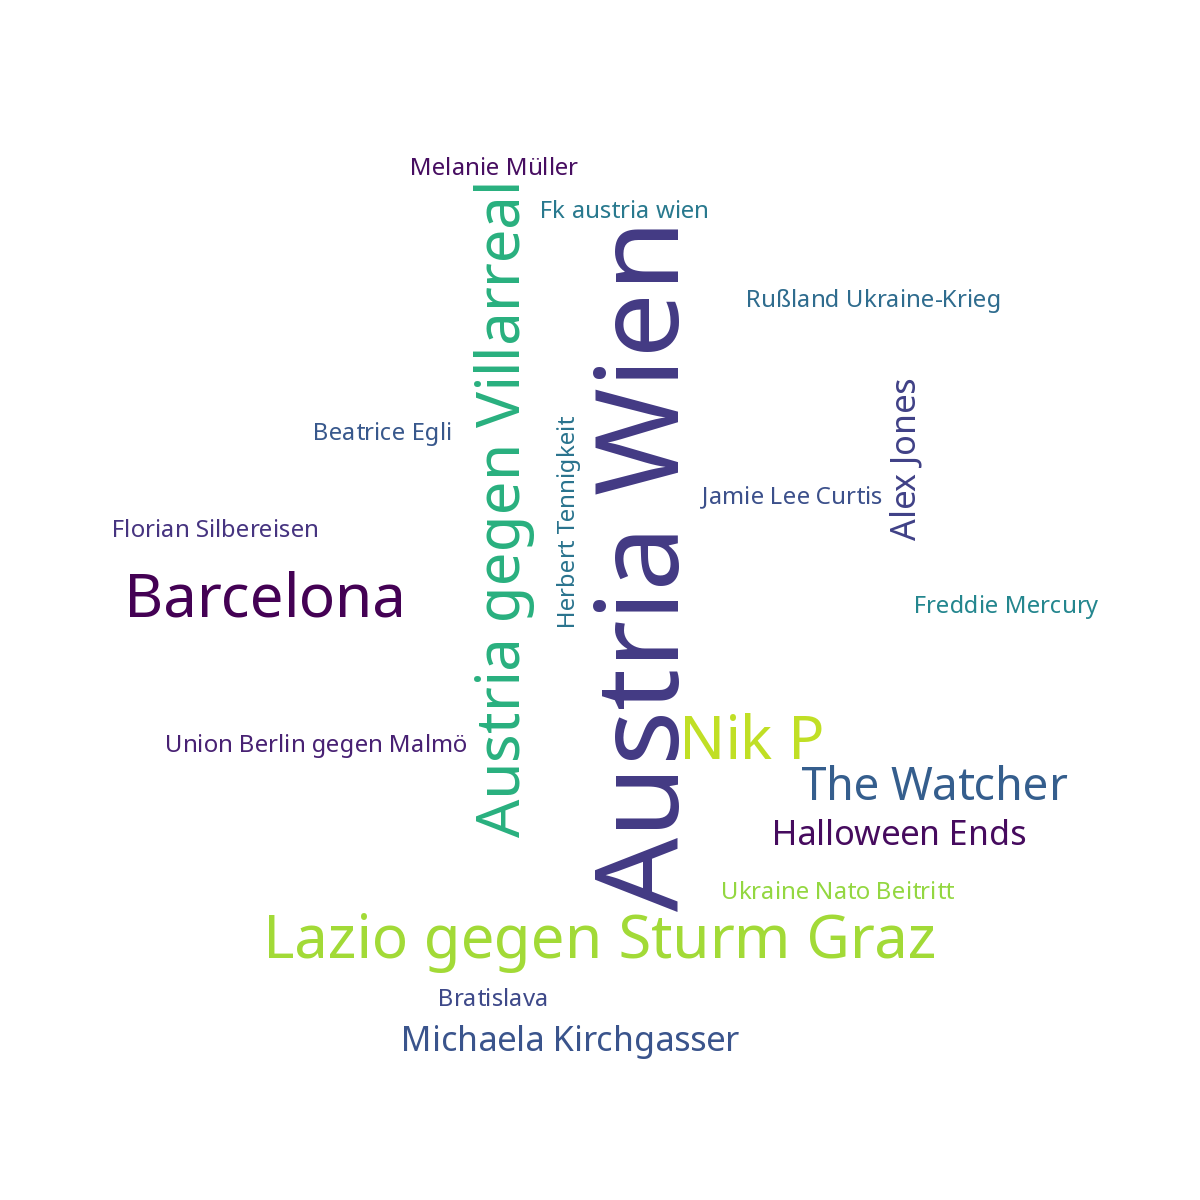 Melanie Müller
Fk austria wien
Austria gegen Villarreal
Austria Wien
Rußland Ukraine-Krieg
Alex Jones
Beatrice Egli
Herbert Tennigkeit
Jamie Lee Curtis
Florian Silbereisen
Barcelona
Freddie Mercury
Union Berlin gegen Malmö
Nik P
The Watcher
Halloween Ends
Ukraine Nato Beitritt
Lazio gegen Sturm Graz
Bratislava
Michaela Kirchgasser